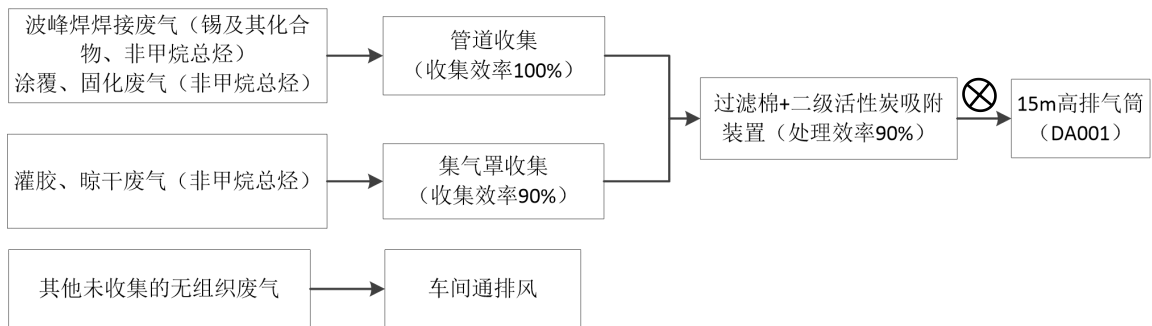 波峰焊焊接废气（锡及其化合
物、非甲烷总烃）
涂覆、固化废气（非甲烷总烃）
管道收集
（收集效率100%）
过滤棉+二级活性炭吸附
装置（处理效率90%）
15m高排气筒
（DA001）
灌胶、晾干废气（非甲烷总烃）
集气罩收集
（收集效率90%）
其他未收集的无组织废气
车间通排风